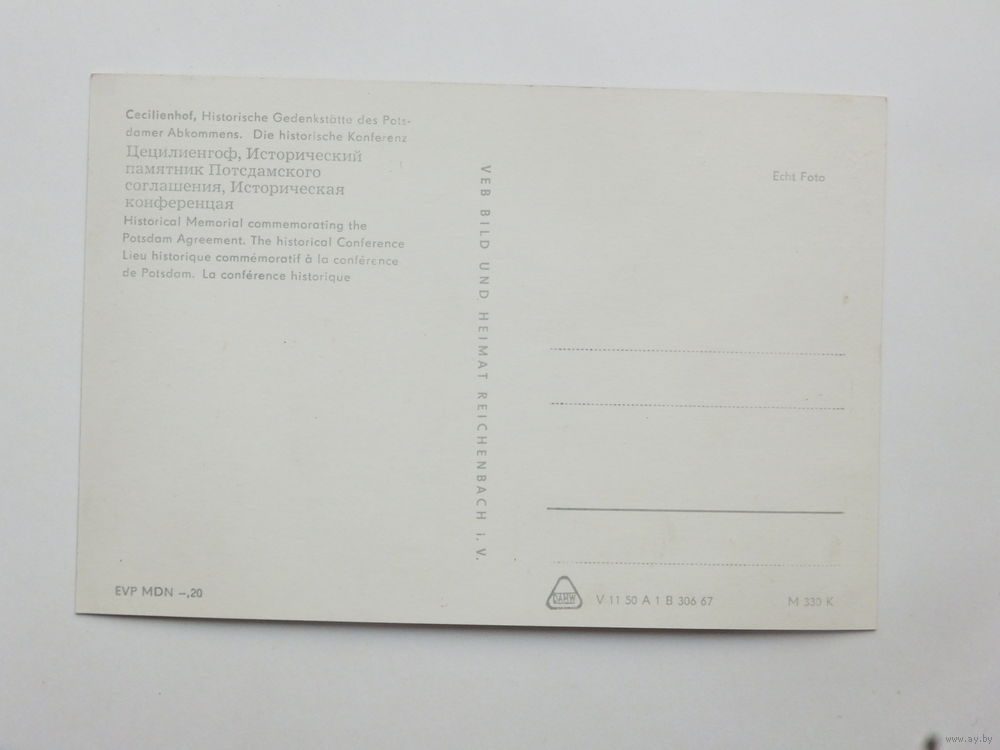 Cecilienhof, Historische Gedenkstätte des Pots-
damer Abkommens. Die historische Konferenz
Цецилиенгоф, Исторический
памятник Потсдамского
соглашения, Историческая
конференцая
Historical Memorial commemorating the
Potsdam Agreement. The historical Conference
Lieu historique commémoratif à la conférence
de Potsdam. La conférence historique
EVP MDN –,20
VEB BILD UND HEIMAT REICHENBACH i. V.
Echt Foto
DAMW
V 11 50 A 1 B 306/67
M 330 K
www.ay.by